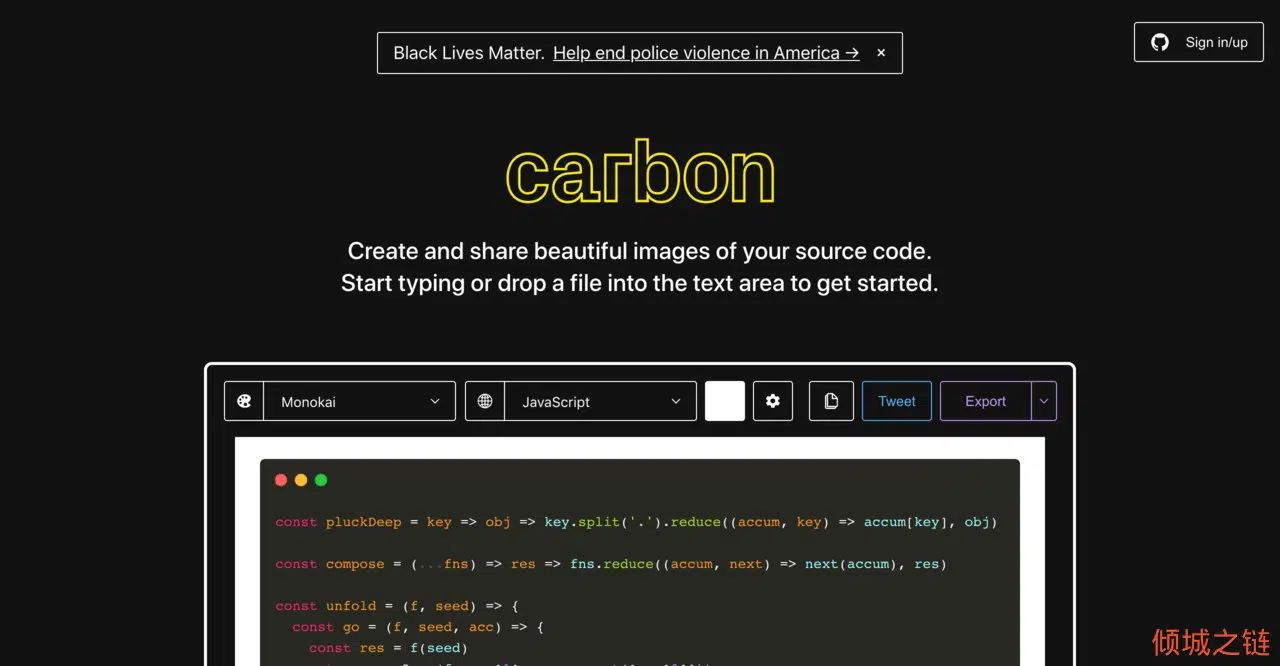 Black Lives Matter. Help end police violence in America → ×
Sign in/up
carbon
Create and share beautiful images of your source code.
Start typing or drop a file into the text area to get started.
Monokai JavaScript Tweet Export
const pluckDeep = key => obj => key.split('.').reduce((accum, key) => accum[key], obj)
const compose = (...fns) => res => fns.reduce((accum, next) => next(accum), res)
const unfold = (f, seed) => {
const go = (f, seed, acc) => {
const res = f(seed)
倾城之链